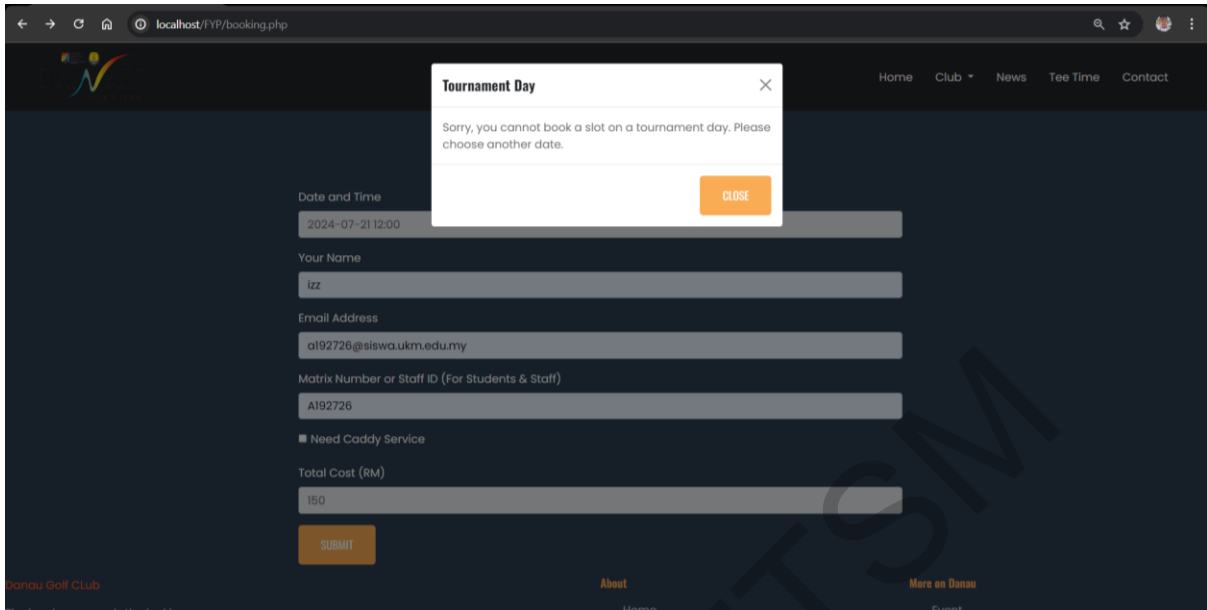 localhost/FYP/booking.php
Home Club News Tee Time Contact
Tournament Day
Sorry, you cannot book a slot on a tournament day. Please
choose another date.
CLOSE
Date and Time
2024-07-21 12:00
Your Name
izz
Email Address
a192726@siswa.ukm.edu.my
Matrix Number or Staff ID (For Students & Staff)
A192726
Need Caddy Service
Total Cost (RM)
150
SUBMIT
Danau Golf CLub About More on Danau
Home Event
TSM